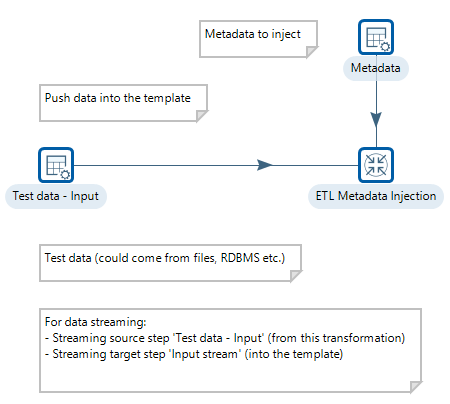 Metadata to inject
Metadata
Push data into the template
Test data - Input
ETL Metadata Injection
Test data (could come from files, RDBMS etc.)
For data streaming:
- Streaming source step 'Test data - Input' (from this transformation)
- Streaming target step 'Input stream' (into the template)